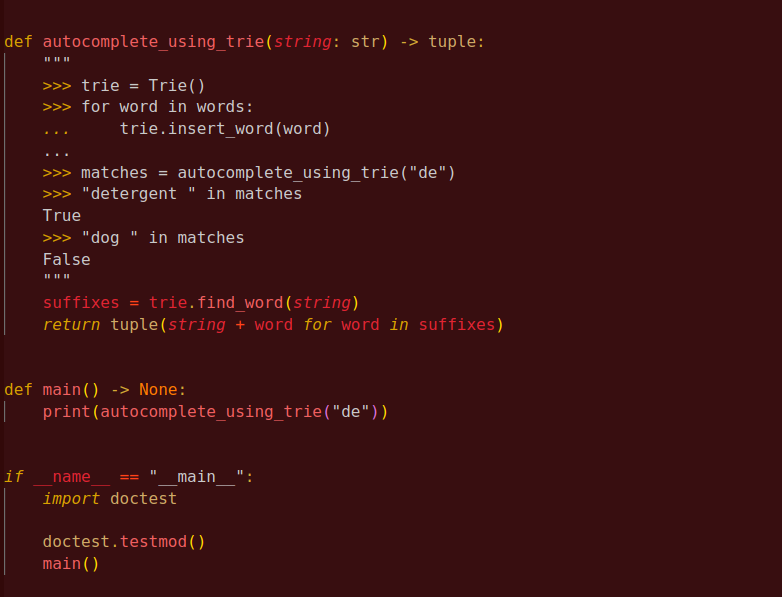 def autocomplete_using_trie(string: str) -> tuple:
    """
    >>> trie = Trie()
    >>> for word in words:
    ...     trie.insert_word(word)
    ...
    >>> matches = autocomplete_using_trie("de")
    >>> "detergent " in matches
    True
    >>> "dog " in matches
    False
    """
    suffixes = trie.find_word(string)
    return tuple(string + word for word in suffixes)
def main() -> None:
    print(autocomplete_using_trie("de"))
if __name__ == "__main__":
    import doctest
    doctest.testmod()
    main()